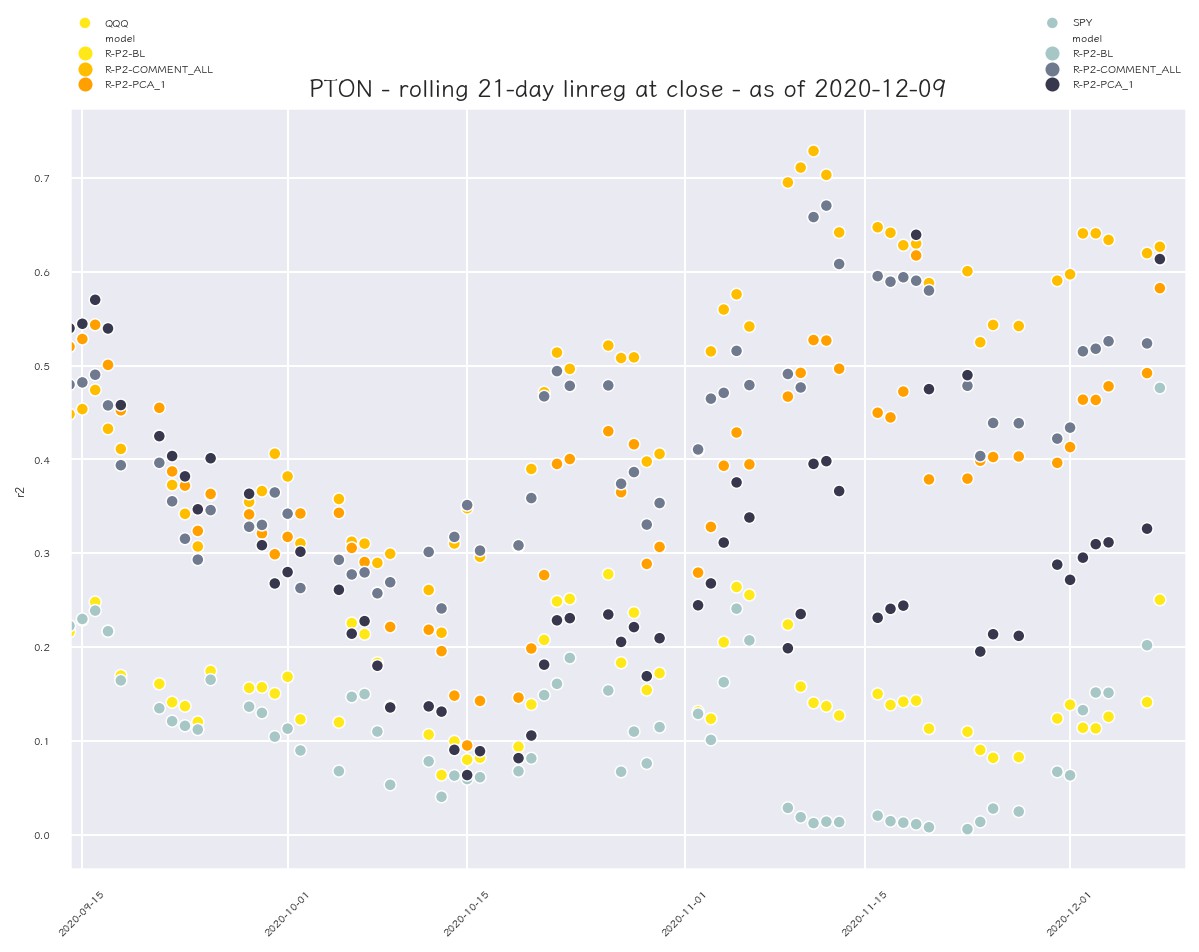 QQQ
model
R-P2-BL
R-P2-COMMENT_ALL
R-P2-PCA_1
SPY
model
R-P2-BL
R-P2-COMMENT_ALL
R-P2-PCA_1
PTON - rolling 21-day linreg at close - as of 2020-12-09
0.7
0.6
0.5
0.4
0.3
0.2
0.1
0.0
r2
2020-09-15
2020-10-01
2020-10-15
2020-11-01
2020-11-15
2020-12-01